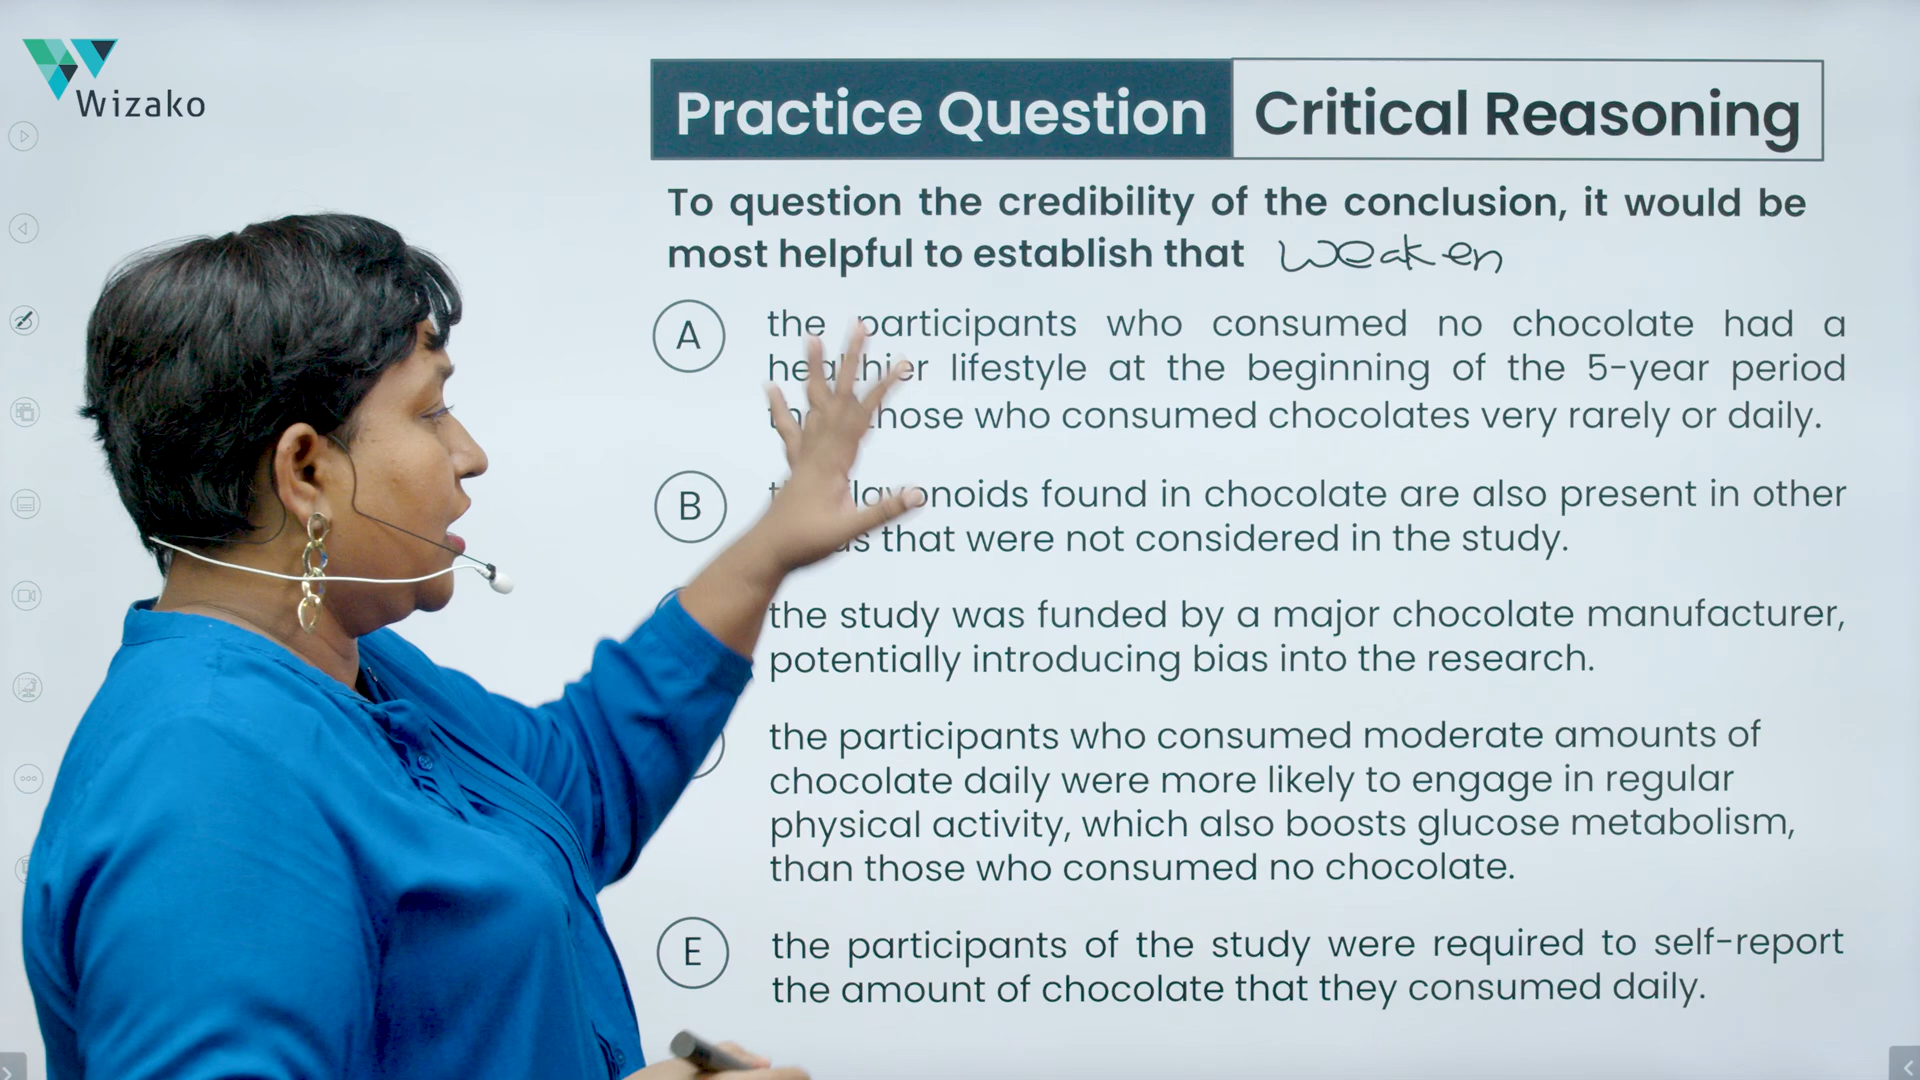 Wizako
Practice Question Critical Reasoning
To question the credibility of the conclusion, it would be
most helpful to establish that weaken
A the participants who consumed no chocolate had a
healthier lifestyle at the beginning of the 5-year period
those who consumed chocolates very rarely or daily.
B flavonoids found in chocolate are also present in other
that were not considered in the study.
the study was funded by a major chocolate manufacturer,
potentially introducing bias into the research.
the participants who consumed moderate amounts of
chocolate daily were more likely to engage in regular
physical activity, which also boosts glucose metabolism,
than those who consumed no chocolate.
E the participants of the study were required to self-report
the amount of chocolate that they consumed daily.